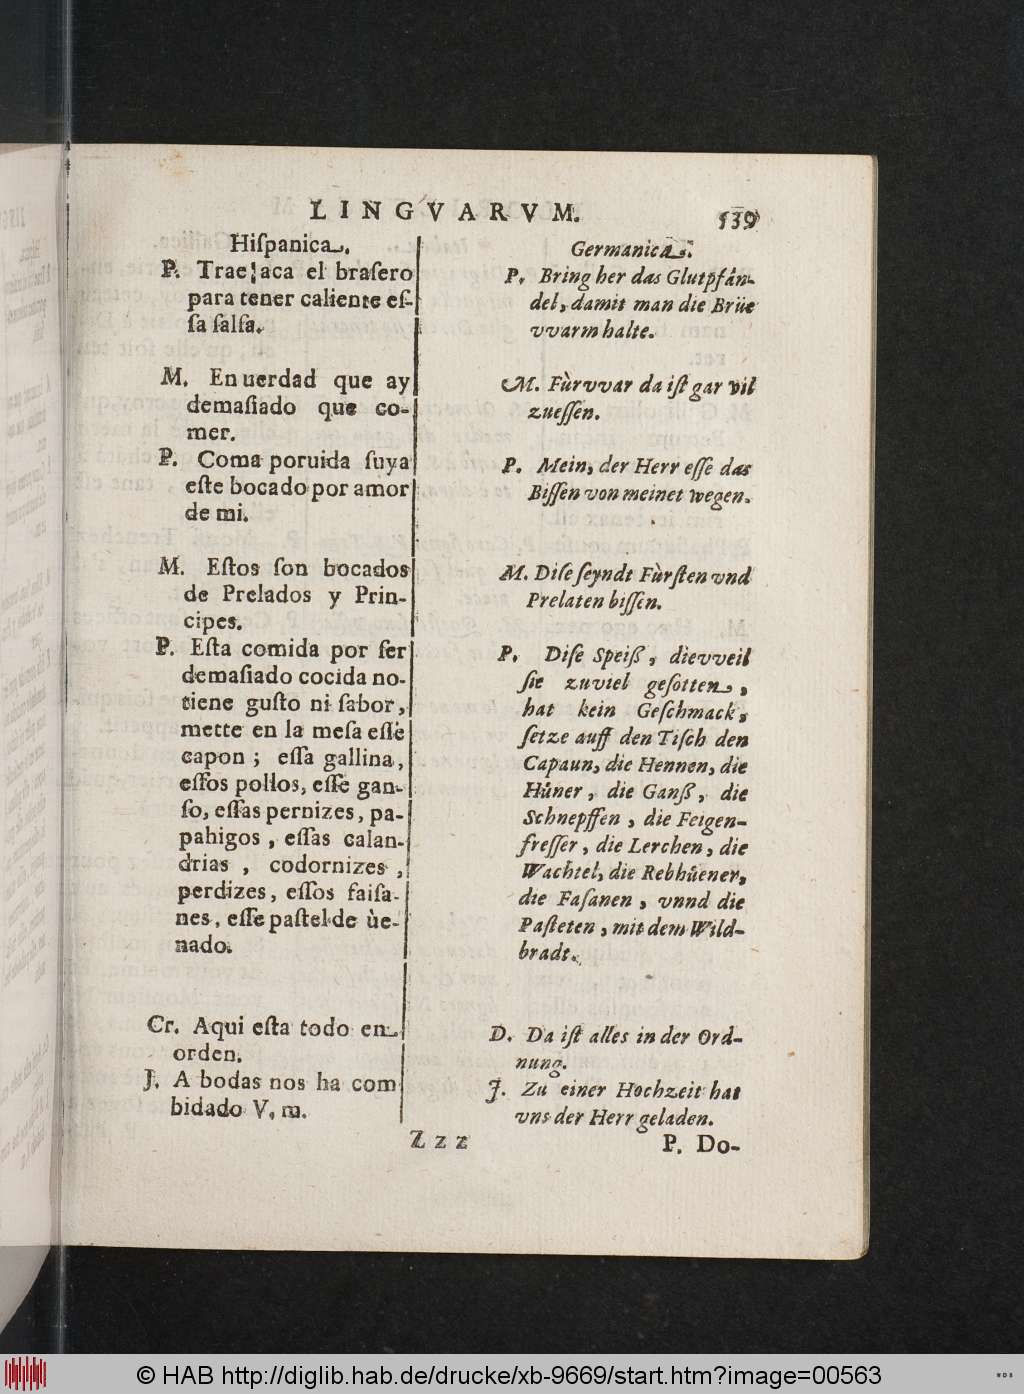 LINGVARVM.
539
Hiſpanica.
P. Trae¦aca el braſero
para tener caliente eſ-
ſa ſalſa.
M. En uerdad que ay
demaſiado que co-
mer.
P. Coma poruida ſuya
eſte bocado por amor
de mi.
M. Eſtos ſon bocados
de Prelados y Prin-
cipes.
P. Eſta comida por ſer
demaſiado cocida no-
tiene guſto ni ſabor,
mette en la meſa eſſe
capon ; eſſa gallina,
eſſos pollos, eſſe gan-
ſo, eſſas pernizes, pa-
pahigos, eſſas calan-
drias, codornizes,
perdizes, eſſos faiſa-
nes, eſſe paſtel de ùe-
nado.
Cr. Aqui eſta todo en
orden.
J. A bodas nos ha com
bidado V. m.
Germanica.
P. Bring her das Glutpfån-
del, damit man die Brüe
vvarm halte.
M. Fùrvvar da iſt gar vil
zueſſen.
P. Mein, der Herr eſſe das
Biſſen von meinet wegen.
M. Diſe ſeyndt Fùrſten vnd
Prelaten biſſen.
P. Diſe Speiß, dievveil
ſie zuviel geſotten,
hat kein Geſchmack,
ſetze auff den Tiſch den
Capaun, die Hennen, die
Hůner, die Ganß, die
Schnepffen, die Feigen-
freſſer, die Lerchen, die
Wachtel, die Rebhůener,
die Faſanen, vnnd die
Paſteten, mit dem Wild-
bradt.
D. Da iſt alles in der Ord-
nung.
J. Zu einer Hochzeit hat
vns der Herr geladen.
Zzz
P. Do-
© HAB http://diglib.hab.de/drucke/xb-9669/start.htm?image=00563